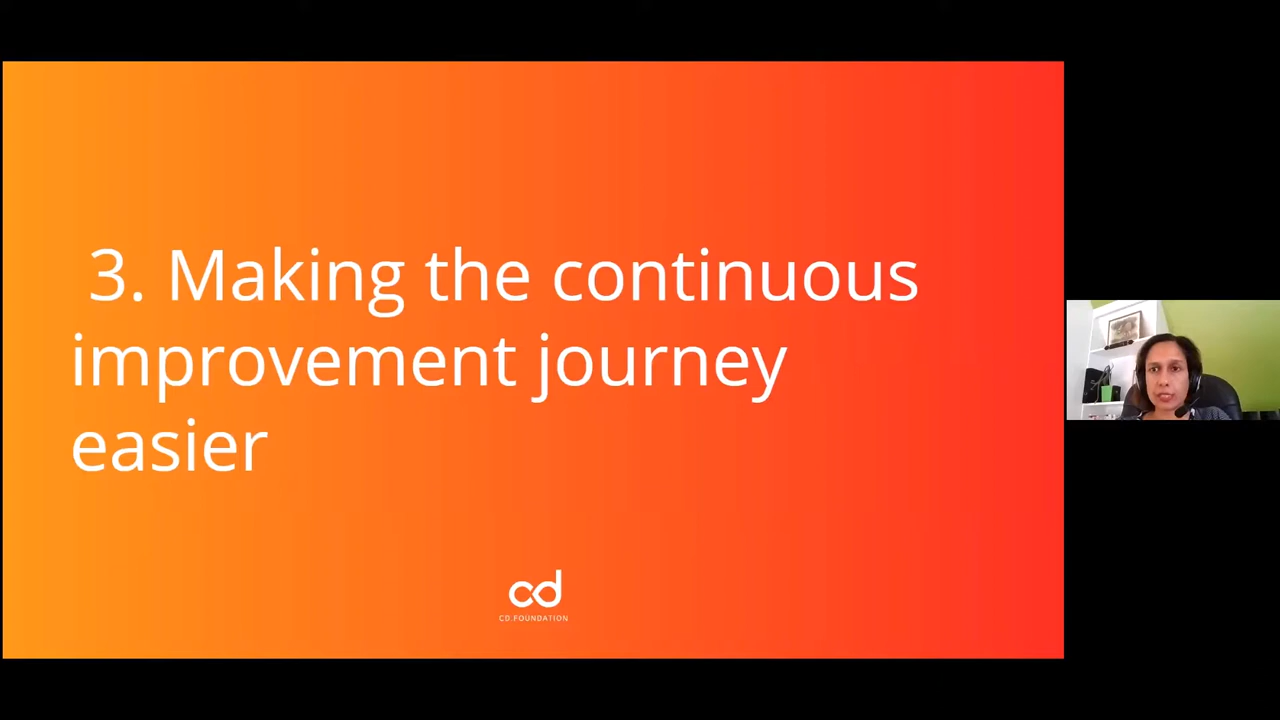 3. Making the continuous
improvement journey
easier
cd
CD.FOUNDATION